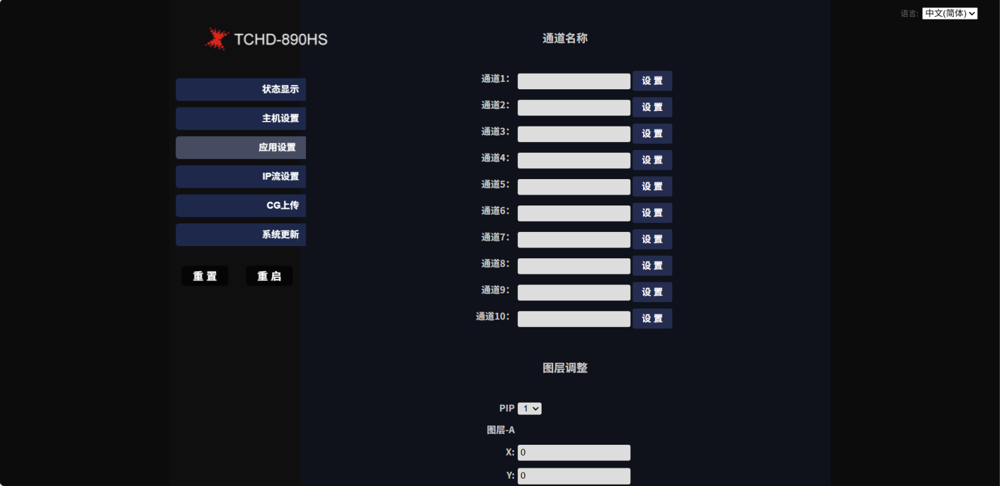 语言: 中文(简体)
TCHD-890HS
状态显示
主机设置
应用设置
IP流设置
CG上传
系统更新
重 置 重 启
通道名称
通道1: 设 置
通道2: 设 置
通道3: 设 置
通道4: 设 置
通道5: 设 置
通道6: 设 置
通道7: 设 置
通道8: 设 置
通道9: 设 置
通道10: 设 置
图层调整
PIP 1
图层-A
X: 0
Y: 0